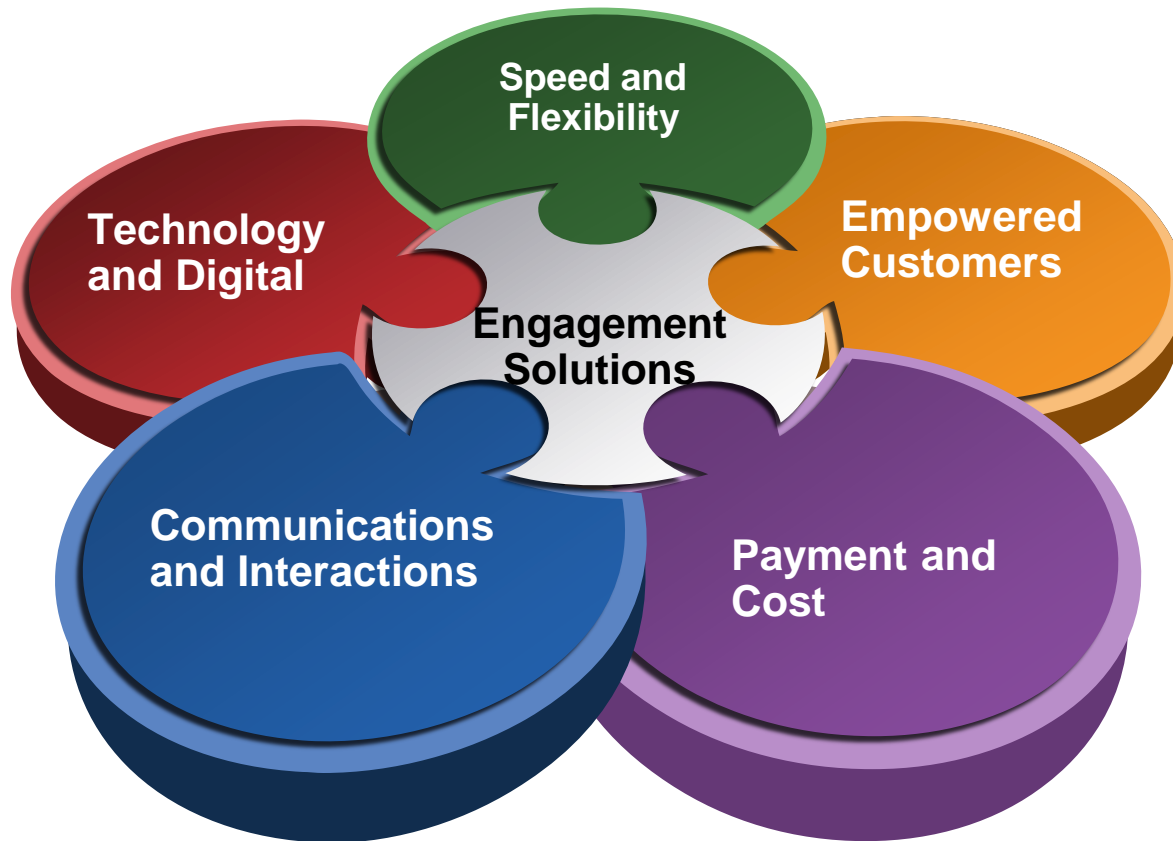 Speed and
Flexibility
Technology
and Digital
Empowered
Customers
Engagement
Solutions
Communications
and Interactions
Payment and
Cost